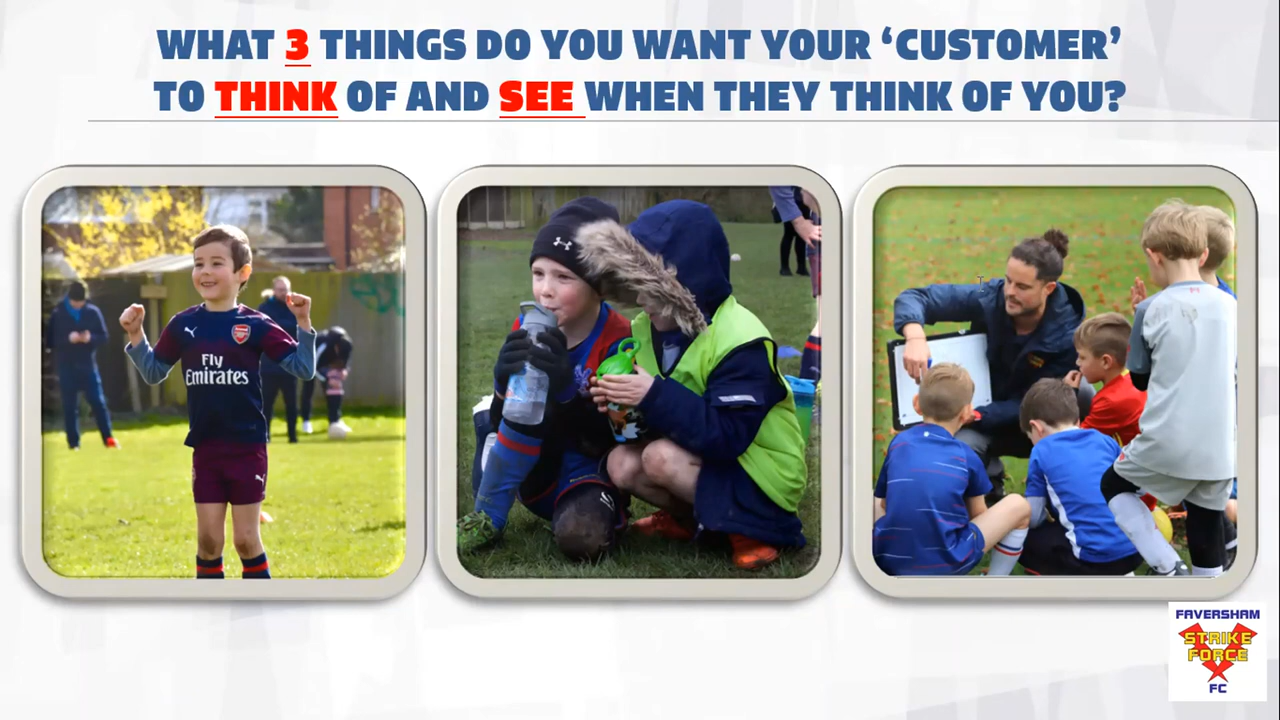 WHAT 3 THINGS DO YOU WANT YOUR ‘CUSTOMER’
TO THINK OF AND SEE WHEN THEY THINK OF YOU?
Fly
Emirates
FAVERSHAM
STRIKE
FORCE
FC